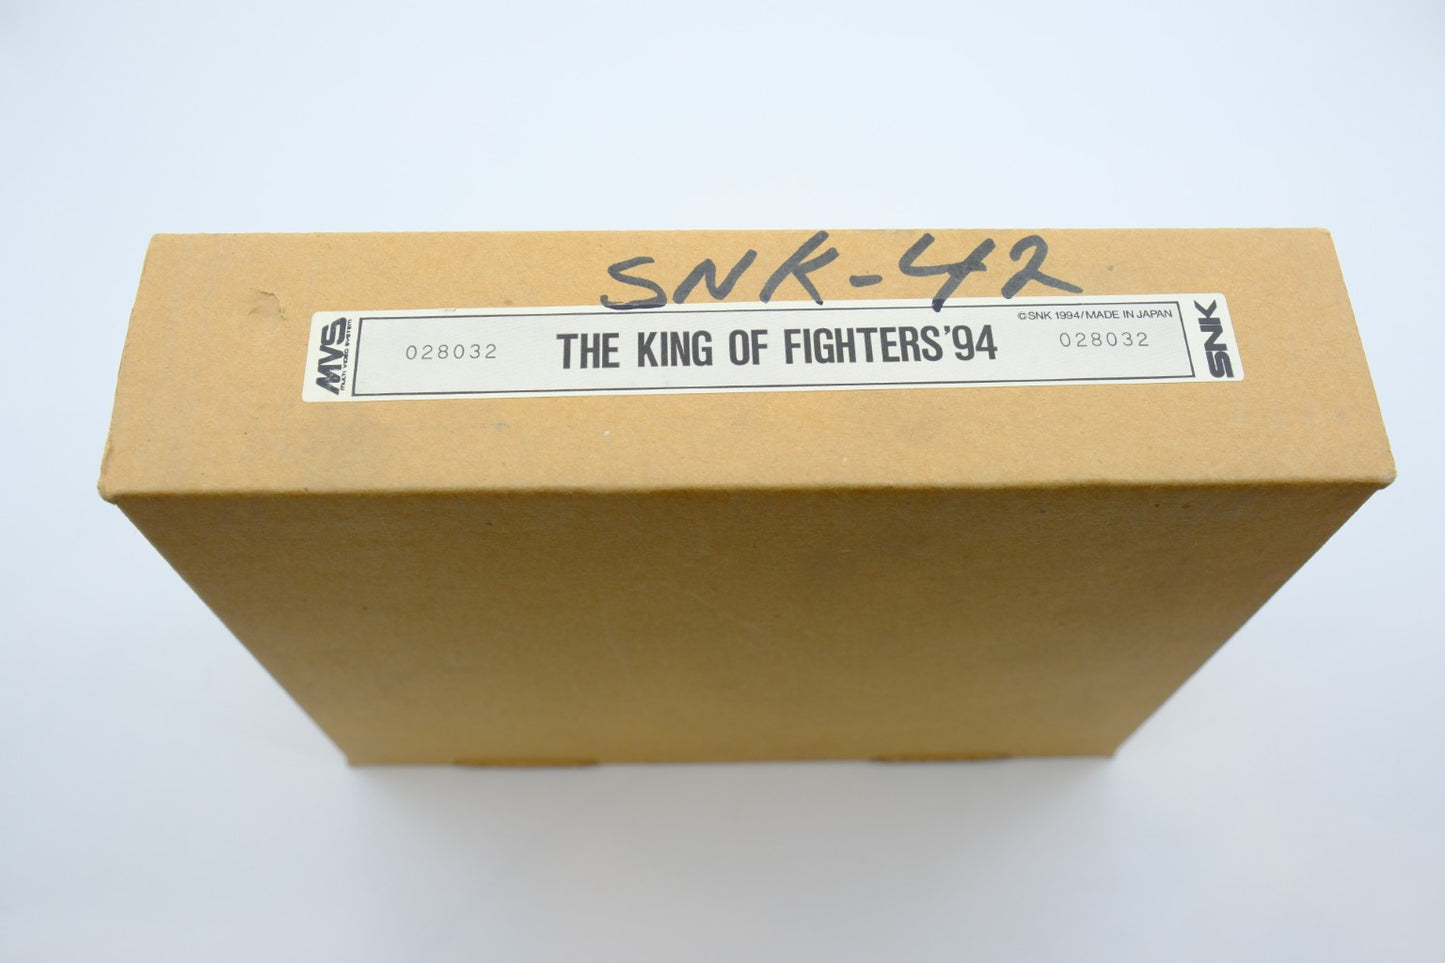 SNK-42
MVS
MULTI VIDEO SYSTEM
028032
THE KING OF FIGHTERS'94
©SNK 1994/MADE IN JAPAN
028032
SNK